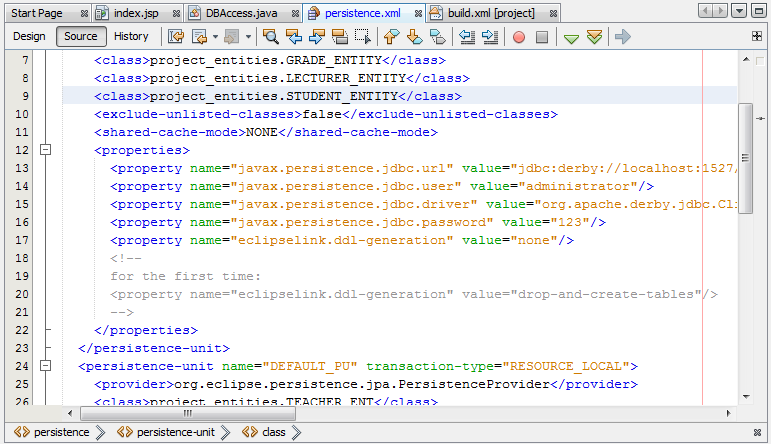 Start Page index.jsp DBAccess.java persistence.xml build.xml [project]
Design Source History
7 <class>project_entities.GRADE_ENTITY</class>
8 <class>project_entities.LECTURER_ENTITY</class>
9 <class>project_entities.STUDENT_ENTITY</class>
10 <exclude-unlisted-classes>false</exclude-unlisted-classes>
11 <shared-cache-mode>NONE</shared-cache-mode>
12 <properties>
13 <property name="javax.persistence.jdbc.url" value="jdbc:derby://localhost:1527/
14 <property name="javax.persistence.jdbc.user" value="administrator"/>
15 <property name="javax.persistence.jdbc.driver" value="org.apache.derby.jdbc.Cli
16 <property name="javax.persistence.jdbc.password" value="123"/>
17 <property name="eclipselink.ddl-generation" value="none"/>
18 <!--
19 for the first time:
20 <property name="eclipselink.ddl-generation" value="drop-and-create-tables"/>
21 -->
22 </properties>
23 </persistence-unit>
24 <persistence-unit name="DEFAULT_PU" transaction-type="RESOURCE_LOCAL">
25 <provider>org.eclipse.persistence.jpa.PersistenceProvider</provider>
26 <class>project_entities.TEACHER_ENT</class>
persistence persistence-unit class